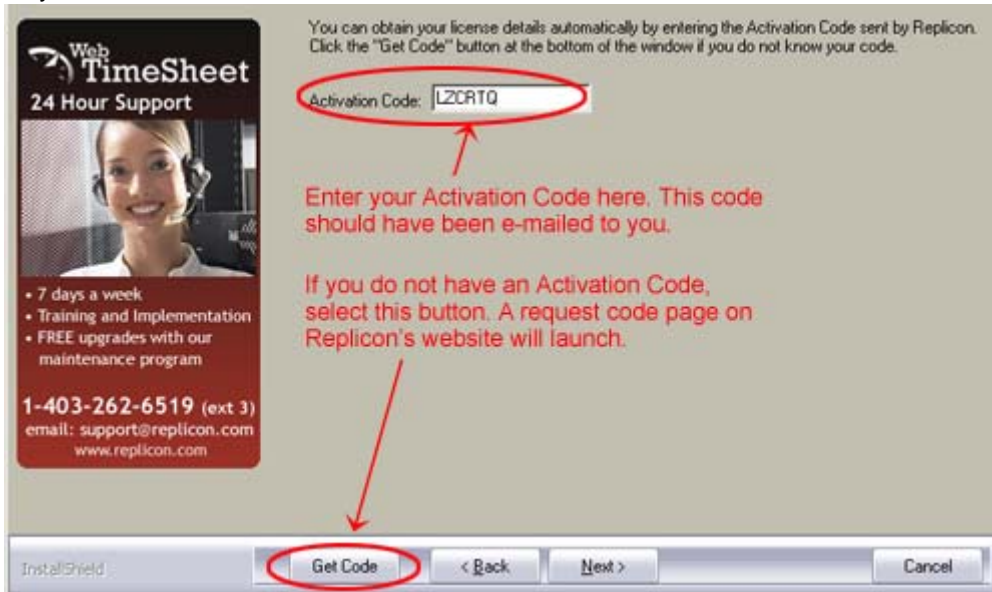 You can obtain your license details automatically by entering the Activation Code sent by Replicon.
Click the "Get Code" button at the bottom of the window if you do not know your code.
Web
TimeSheet
24 Hour Support
Activation Code: LZCRTQ
Enter your Activation Code here. This code
should have been e-mailed to you.
If you do not have an Activation Code,
select this button. A request code page on
Replicon's website will launch.
• 7 days a week
• Training and Implementation
• FREE upgrades with our
maintenance program
1-403-262-6519 (ext 3)
email: support@replicon.com
www.replicon.com
InstallShield
Get Code
< Back
Next >
Cancel